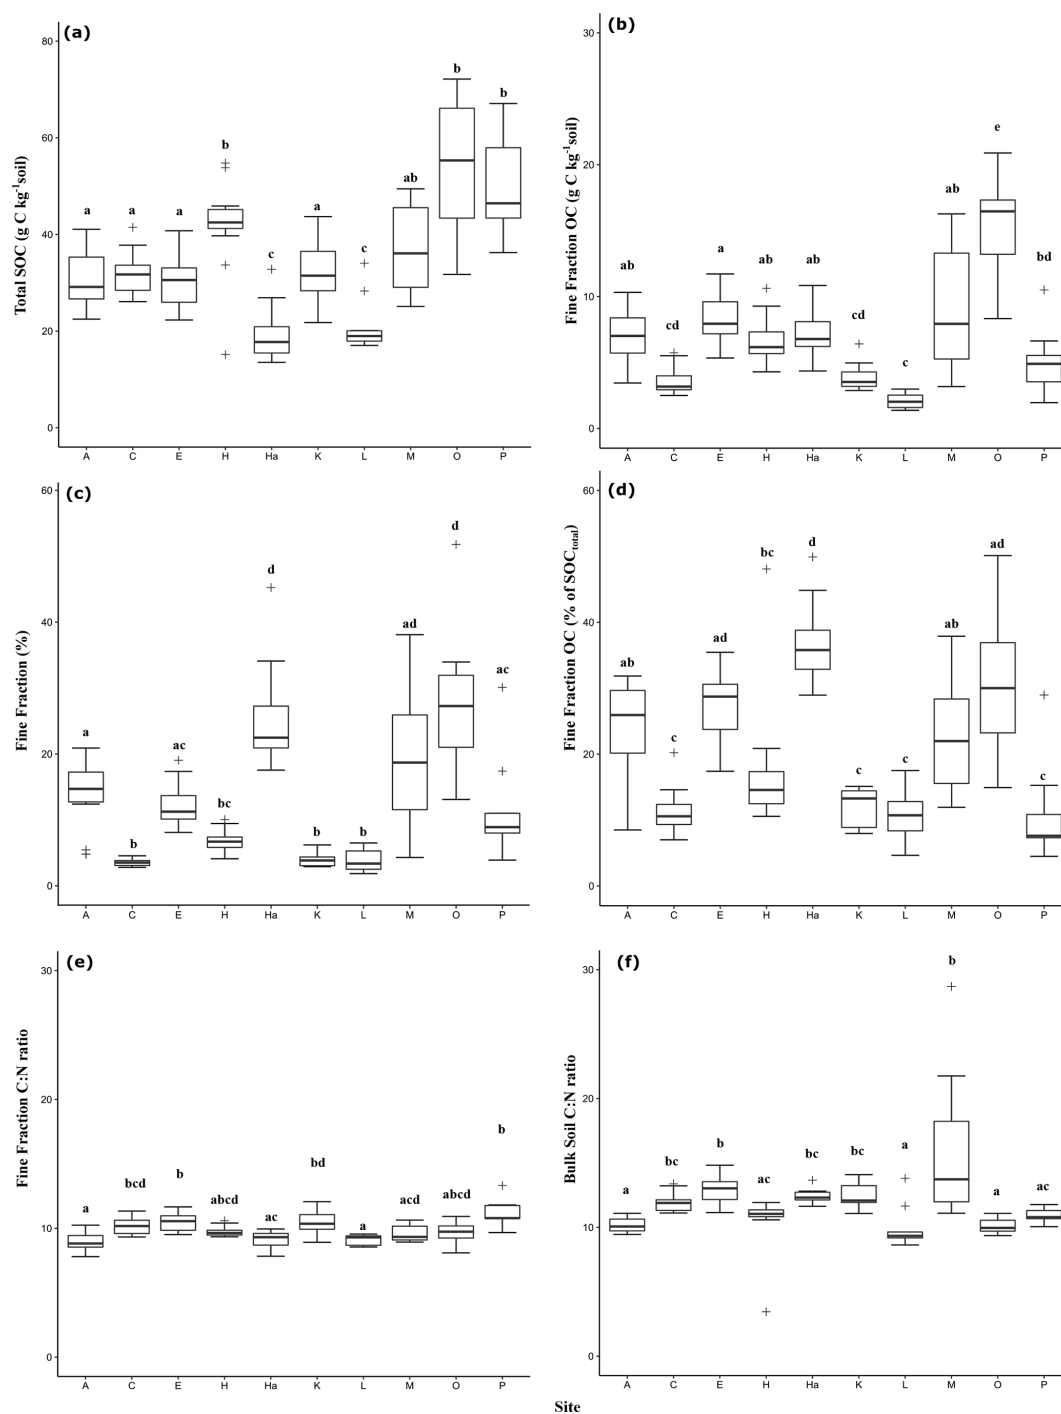 (a)
Total SOC (g C kg⁻¹soil)
80
60
40
20
0
a
a
a
b
c
a
c
ab
b
b
A C E H Ha K L M O P
(b)
Fine Fraction OC (g C kg⁻¹soil)
30
20
10
0
ab
cd
a
ab
ab
cd
c
ab
e
bd
A C E H Ha K L M O P
(c)
Fine Fraction (%)
60
40
20
0
a
b
ac
bc
d
b
b
ad
d
ac
A C E H Ha K L M O P
(d)
Fine Fraction OC (% of SOCtotal)
60
40
20
0
ab
c
ad
bc
d
c
c
ab
ad
c
A C E H Ha K L M O P
(e)
Fine Fraction C:N ratio
30
20
10
0
a
bcd
b
abcd
ac
bd
a
acd
abcd
b
A C E H Ha K L M O P
(f)
Bulk Soil C:N ratio
30
20
10
0
a
bc
b
ac
bc
bc
a
b
a
ac
A C E H Ha K L M O P
Site